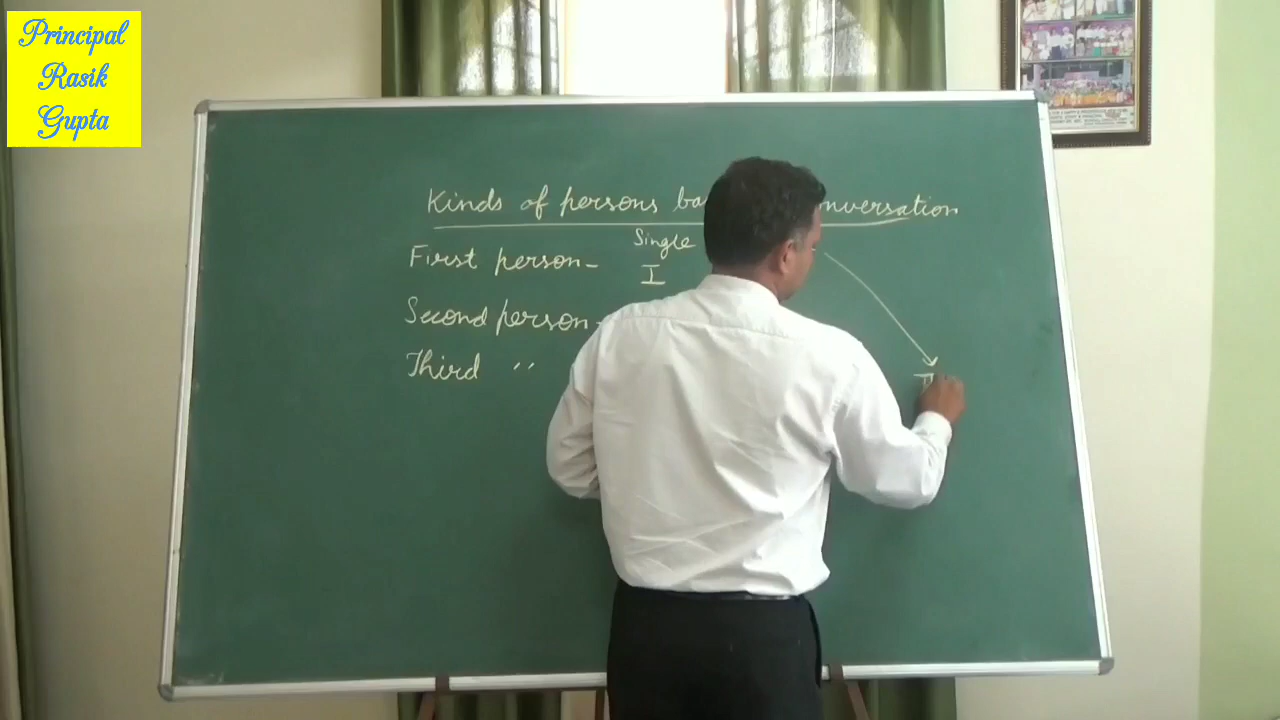 Principal
Rasik
Gupta
Kinds of persons ba nversation
Single
First person- I
Second person-
Third "